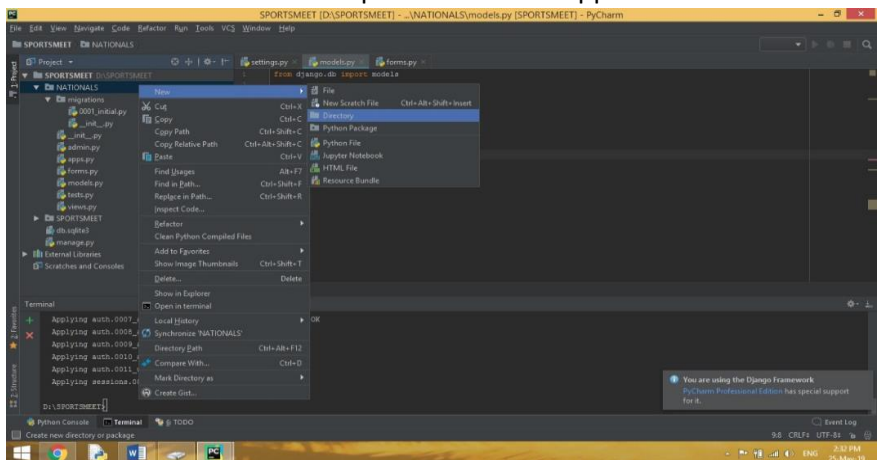 SPORTSMEET [D:\SPORTSMEET] - ...\NATIONALS\models.py [SPORTSMEET] - PyCharm
File Edit View Navigate Code Refactor Run Tools VCS Window Help
SPORTSMEET NATIONALS
Project
settings.py
models.py
forms.py
1: Project
SPORTSMEET D:\SPORTSMEET
1 from django.db import models
NATIONALS
migrations
0001_initial.py
__init__.py
__init__.py
admin.py
apps.py
forms.py
models.py
tests.py
views.py
SPORTSMEET
db.sqlite3
manage.py
External Libraries
Scratches and Consoles
New
Cut Ctrl+X
Copy Ctrl+C
Copy Path Ctrl+Shift+C
Copy Relative Path Ctrl+Alt+Shift+C
Paste Ctrl+V
Find Usages Alt+F7
Find in Path... Ctrl+Shift+F
Replace in Path... Ctrl+Shift+R
Inspect Code...
Refactor
Clean Python Compiled Files
Add to Favorites
Show Image Thumbnails Ctrl+Shift+T
Delete... Delete
Show in Explorer
Open in terminal
Local History
Synchronize 'NATIONALS'
Directory Path Ctrl+Alt+F12
Compare With... Ctrl+D
Mark Directory as
Create Gist...
File
New Scratch File Ctrl+Alt+Shift+Insert
Directory
Python Package
Python File
Jupyter Notebook
HTML File
Resource Bundle
Terminal
Applying auth.0007_
OK
Applying auth.0008_
Applying auth.0009_
Applying auth.0010_
Applying auth.0011_
Applying sessions.0
D:\SPORTSMEET>
2: Favorites
Z: Structure
You are using the Django Framework
PyCharm Professional Edition has special support
for it.
Python Console Terminal 6: TODO
Event Log
Create new directory or package
9:8 CRLF: UTF-8:
ENG
2:32 PM
25-Mar-19